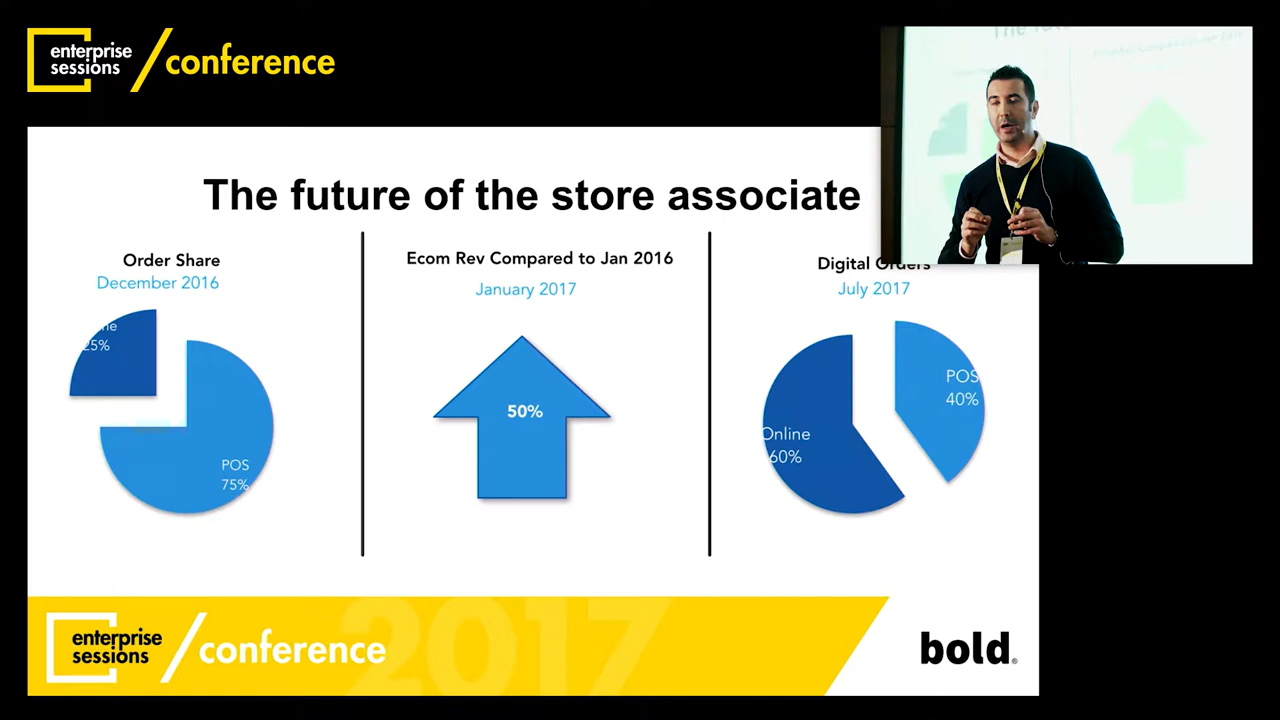 enterprise
sessions
conference
The future of the store associate
Order Share
December 2016
25%
POS
75%
Ecom Rev Compared to Jan 2016
January 2017
50%
Digital Orders
July 2017
POS
40%
Online
60%
enterprise
sessions
conference
2017
bold